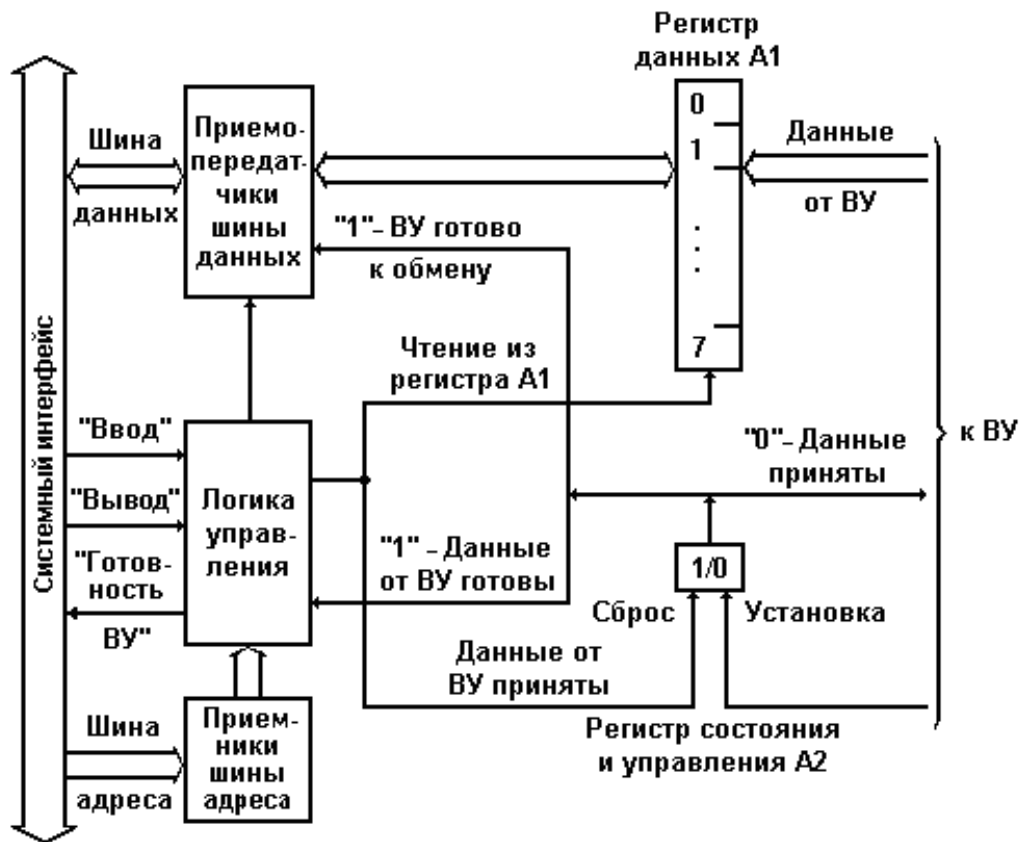 Регистр
данных А1
0
1
.
.
.
7
Шина
данных
Приемо-
передат-
чики
шины
данных
Данные
от ВУ
"1"- ВУ готово
к обмену
Чтение из
регистра А1
Системный интерфейс
"Ввод"
"Вывод"
"Готов-
ность
ВУ"
Логика
управ-
ления
"0"- Данные
приняты
к ВУ
"1" - Данные
от ВУ готовы
1/0
Сброс
Установка
Данные от
ВУ приняты
Регистр состояния
и управления А2
Шина
адреса
Прием-
ники
шины
адреса